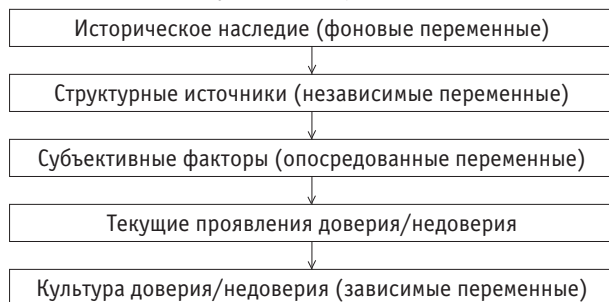 Историческое наследие (фоновые переменные)
Структурные источники (независимые переменные)
Субъективные факторы (опосредованные переменные)
Текущие проявления доверия/недоверия
Культура доверия/недоверия (зависимые переменные)